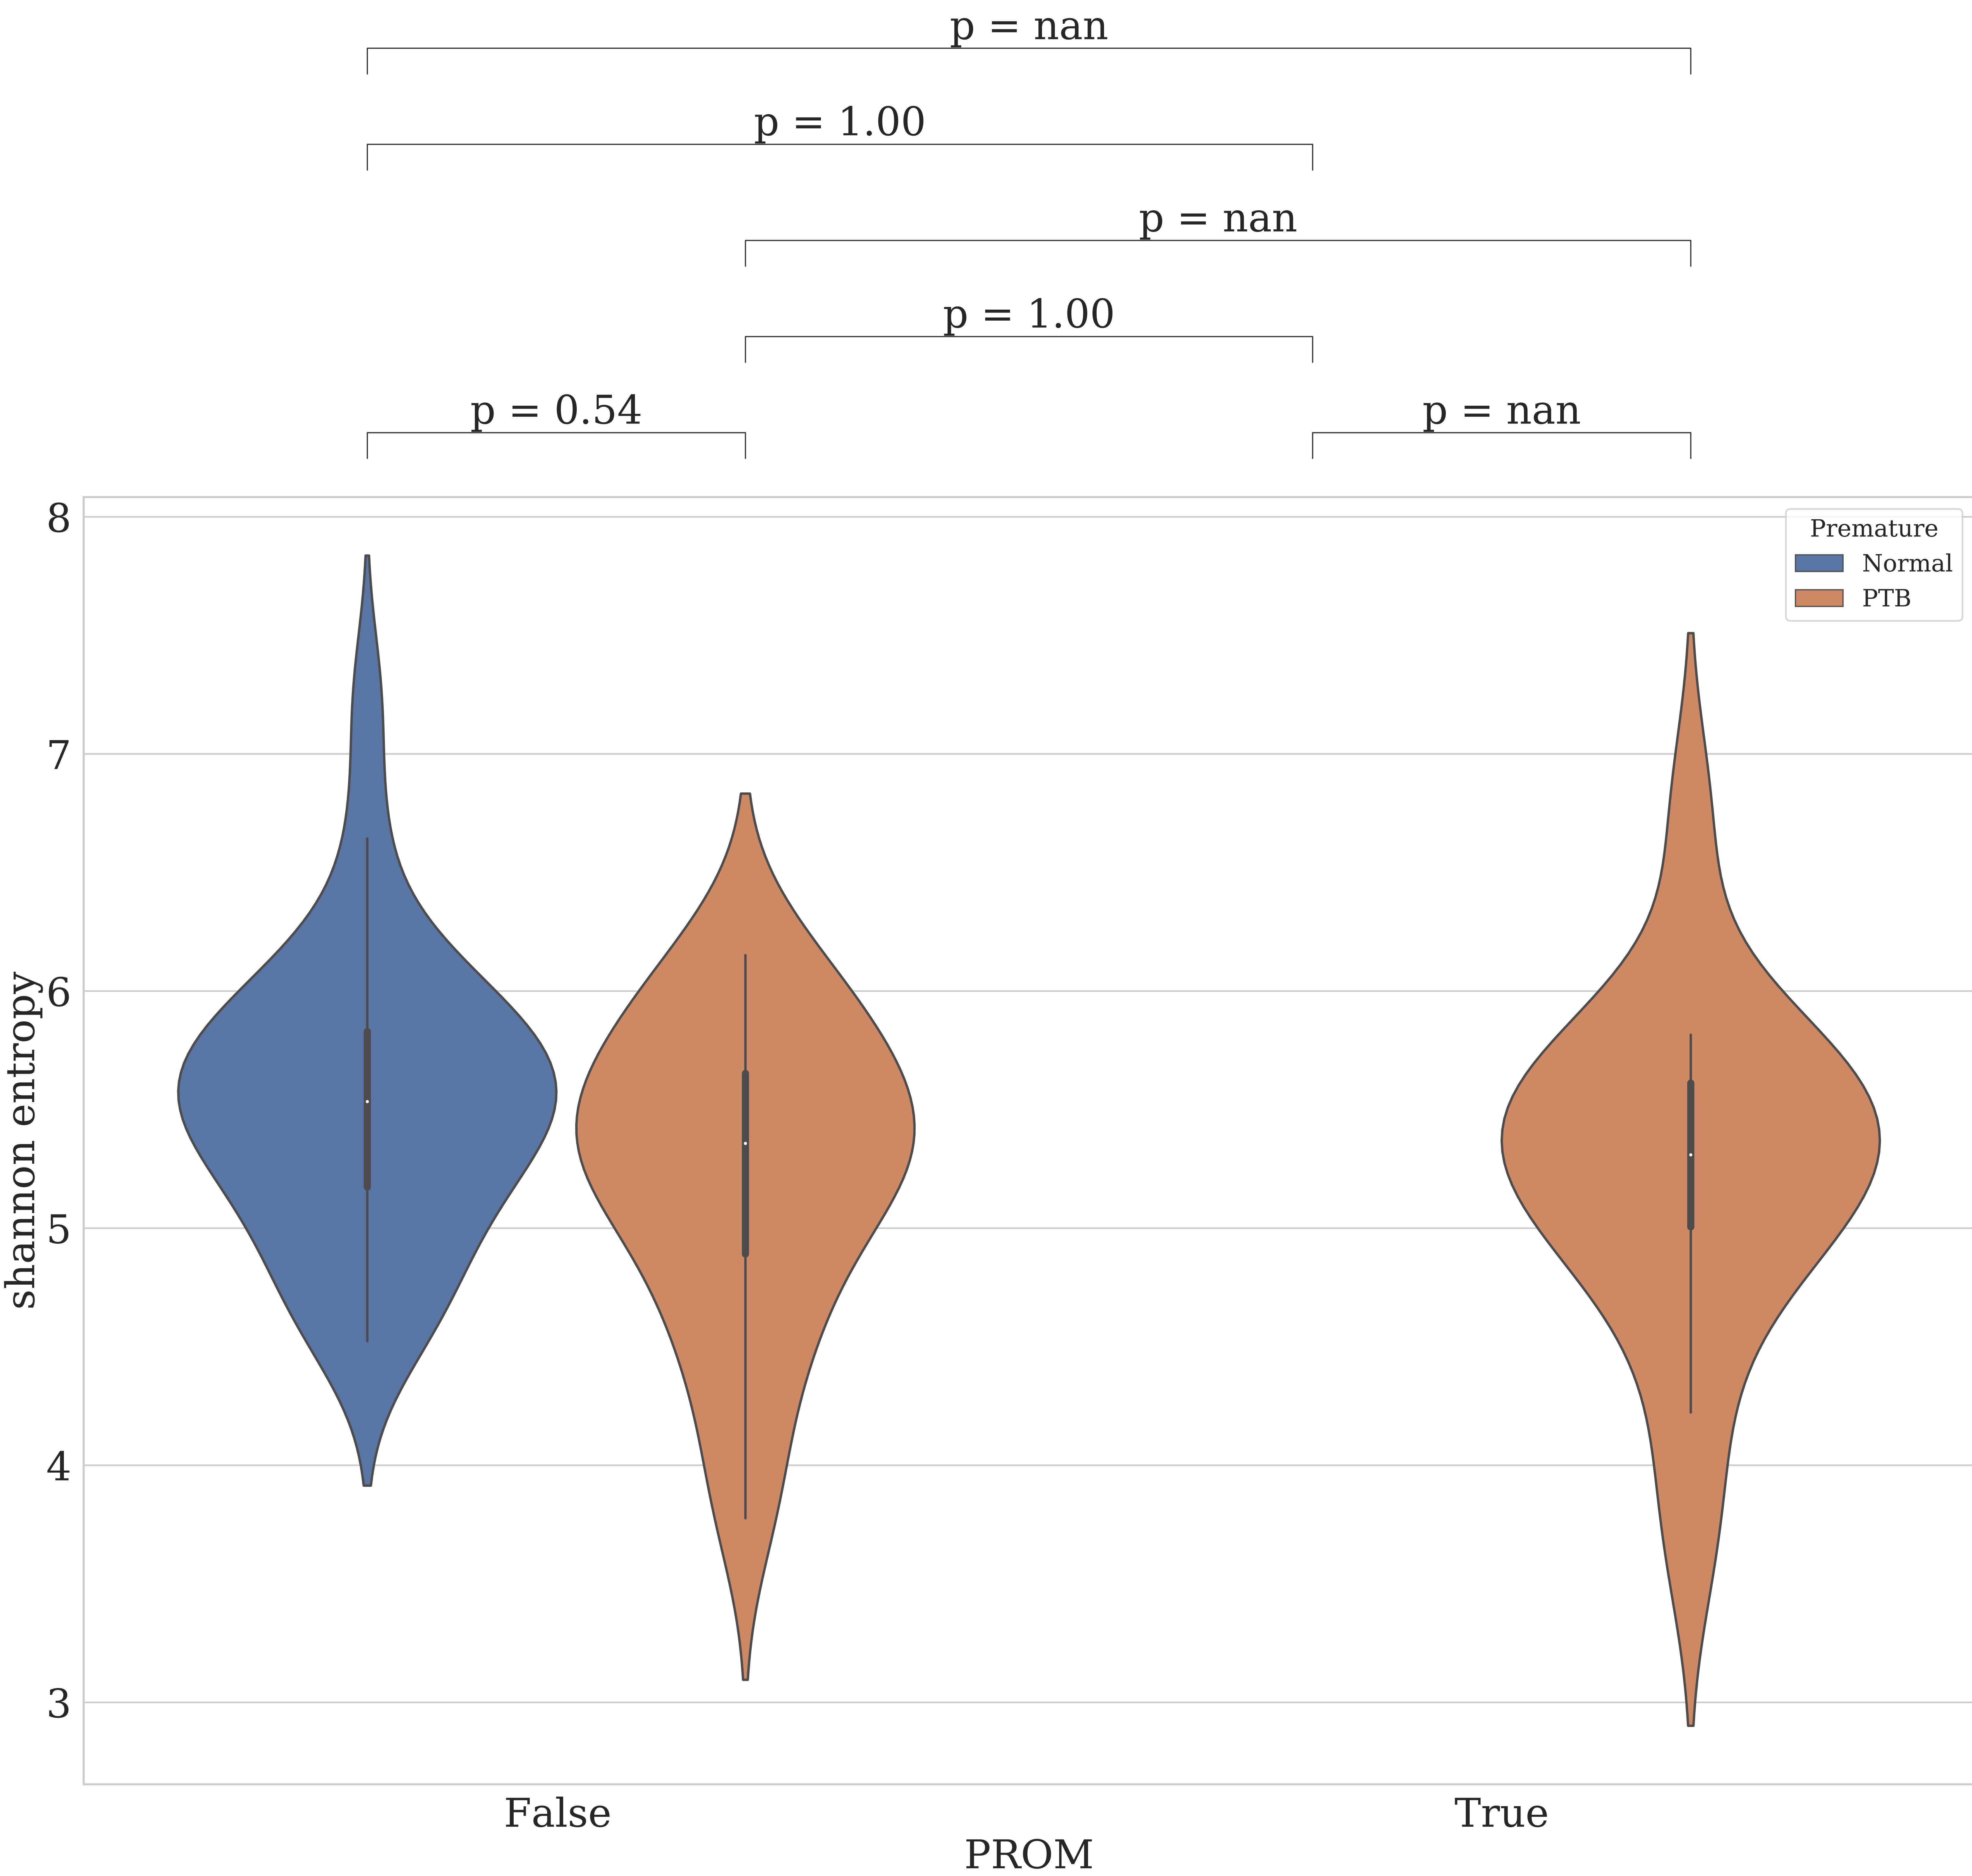 p = nan
p = 1.00
p = nan
p = 1.00
p = 0.54
p = nan
8
7
6
5
4
3
shannon entropy
Premature
Normal
PTB
False
True
PROM